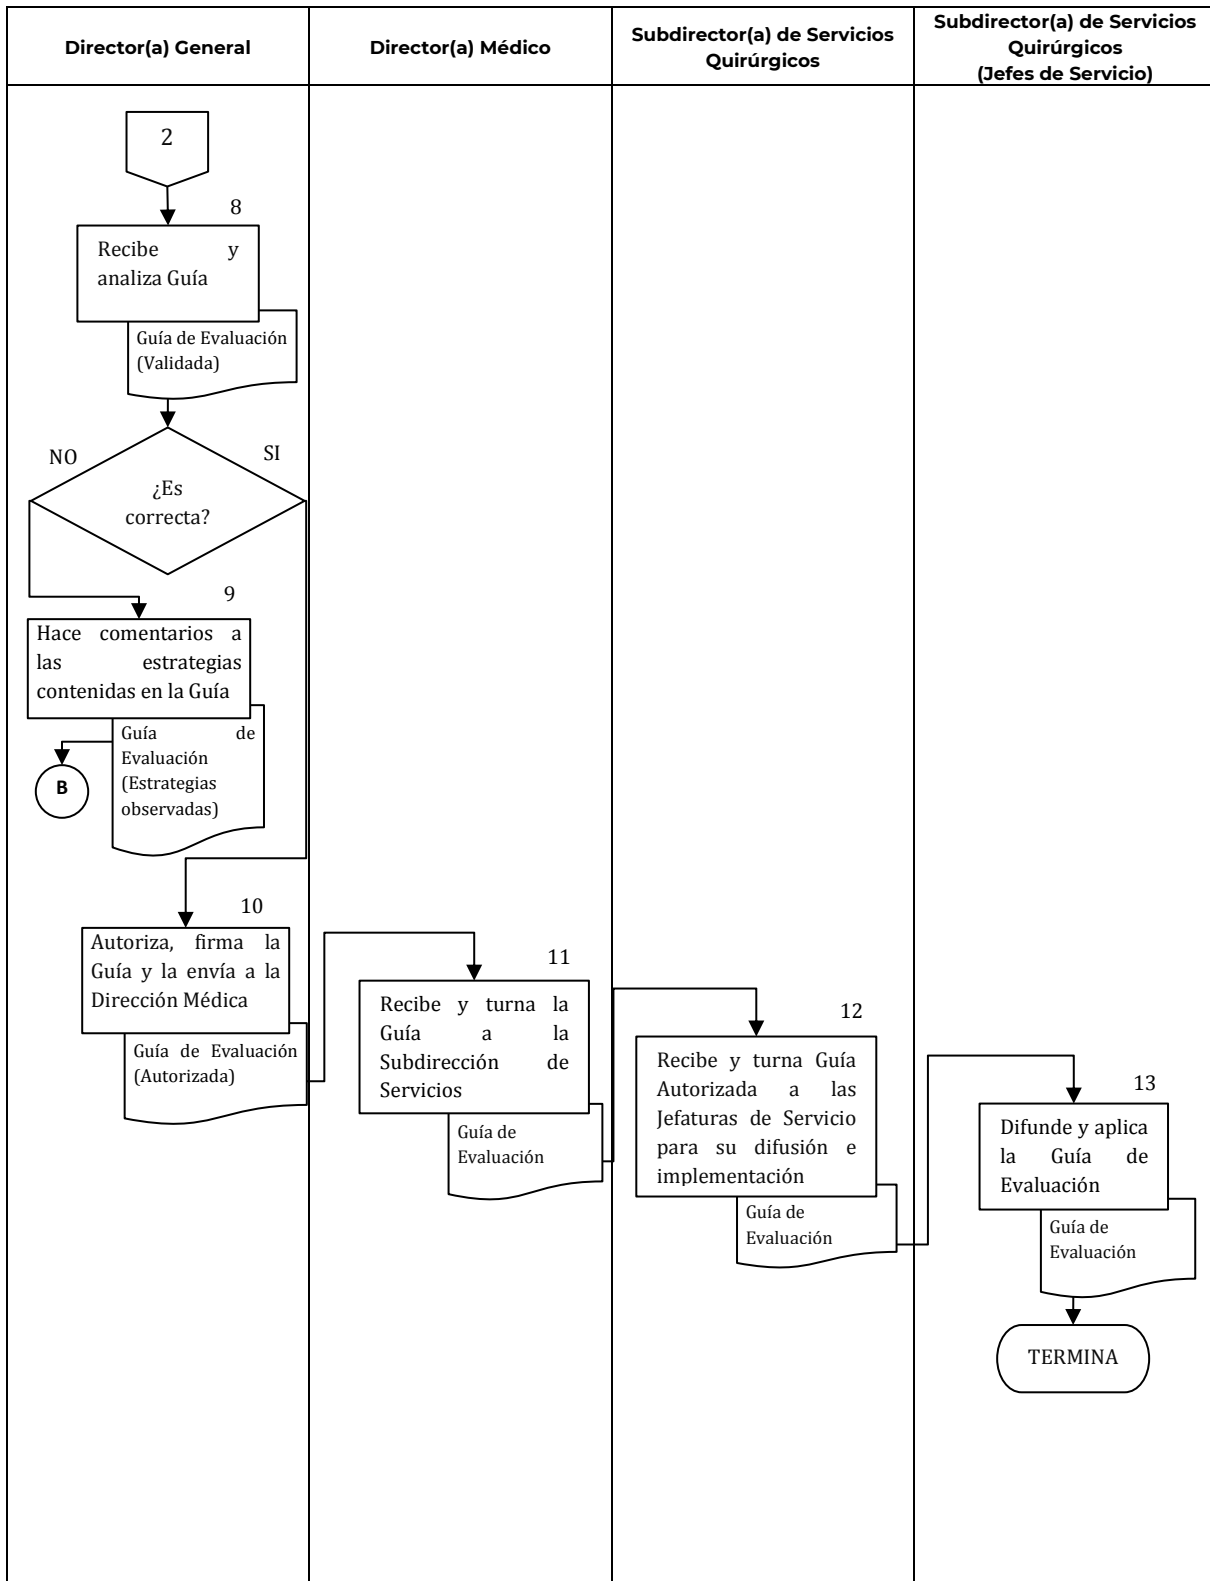 Director(a) General
Director(a) Médico
Subdirector(a) de Servicios
Quirúrgicos
Subdirector(a) de Servicios
Quirúrgicos
(Jefes de Servicio)
2
8
Recibe y
analiza Guía
Guía de Evaluación
(Validada)
NO
SI
¿Es
correcta?
9
Hace comentarios a
las estrategias
contenidas en la Guía
Guía de
Evaluación
(Estrategias
observadas)
B
10
Autoriza, firma la
Guía y la envía a la
Dirección Médica
Guía de Evaluación
(Autorizada)
11
Recibe y turna la
Guía a la
Subdirección de
Servicios
Guía de
Evaluación
12
Recibe y turna Guía
Autorizada a las
Jefaturas de Servicio
para su difusión e
implementación
Guía de
Evaluación
13
Difunde y aplica
la Guía de
Evaluación
Guía de
Evaluación
TERMINA